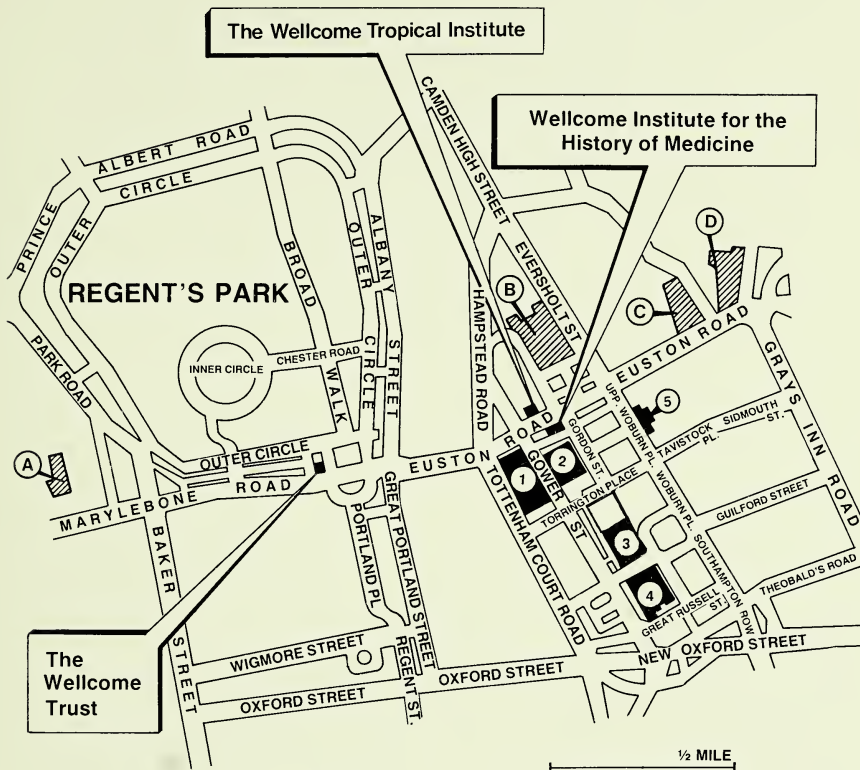 The Wellcome Tropical Institute
Wellcome Institute for the
History of Medicine
CAMDEN HIGH STREET
EVERSHOLT ST.
ALBERT ROAD
PRINCE
OUTER
CIRCLE
BROAD
WALK
OUTER
CIRCLE
ALBANY
STREET
REGENT'S PARK
INNER CIRCLE
CHESTER ROAD
PARK ROAD
HAMPSTEAD ROAD
A
B
C
D
EUSTON ROAD
GRAYS INN
ROAD
OUTER CIRCLE
MARYLEBONE
ROAD
EUSTON ROAD
UPP. WOBURN PL.
5
TAVISTOCK
PL.
SIDMOUTH
ST.
GORDON ST.
1
2
GOWER
ST
TORRINGTON PLACE
WOBURN PL.
GUILFORD STREET
3
4
SOUTHAMPTON ROW
THEOBALD'S ROAD
GREAT RUSSELL
ST.
TOTTENHAM COURT ROAD
NEW OXFORD STREET
BAKER
STREET
PORTLAND PL
GREAT PORTLAND STREET
WIGMORE STREET
REGENT ST.
OXFORD STREET
OXFORD STREET
The
Wellcome
Trust
½ MILE